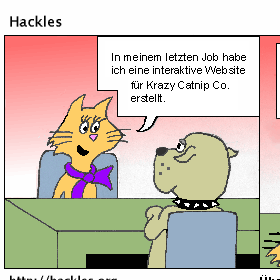 Hackles
In meinem letzten Job habe
ich eine interaktive Website
für Krazy Catnip Co.
erstellt.
http://hackles.org